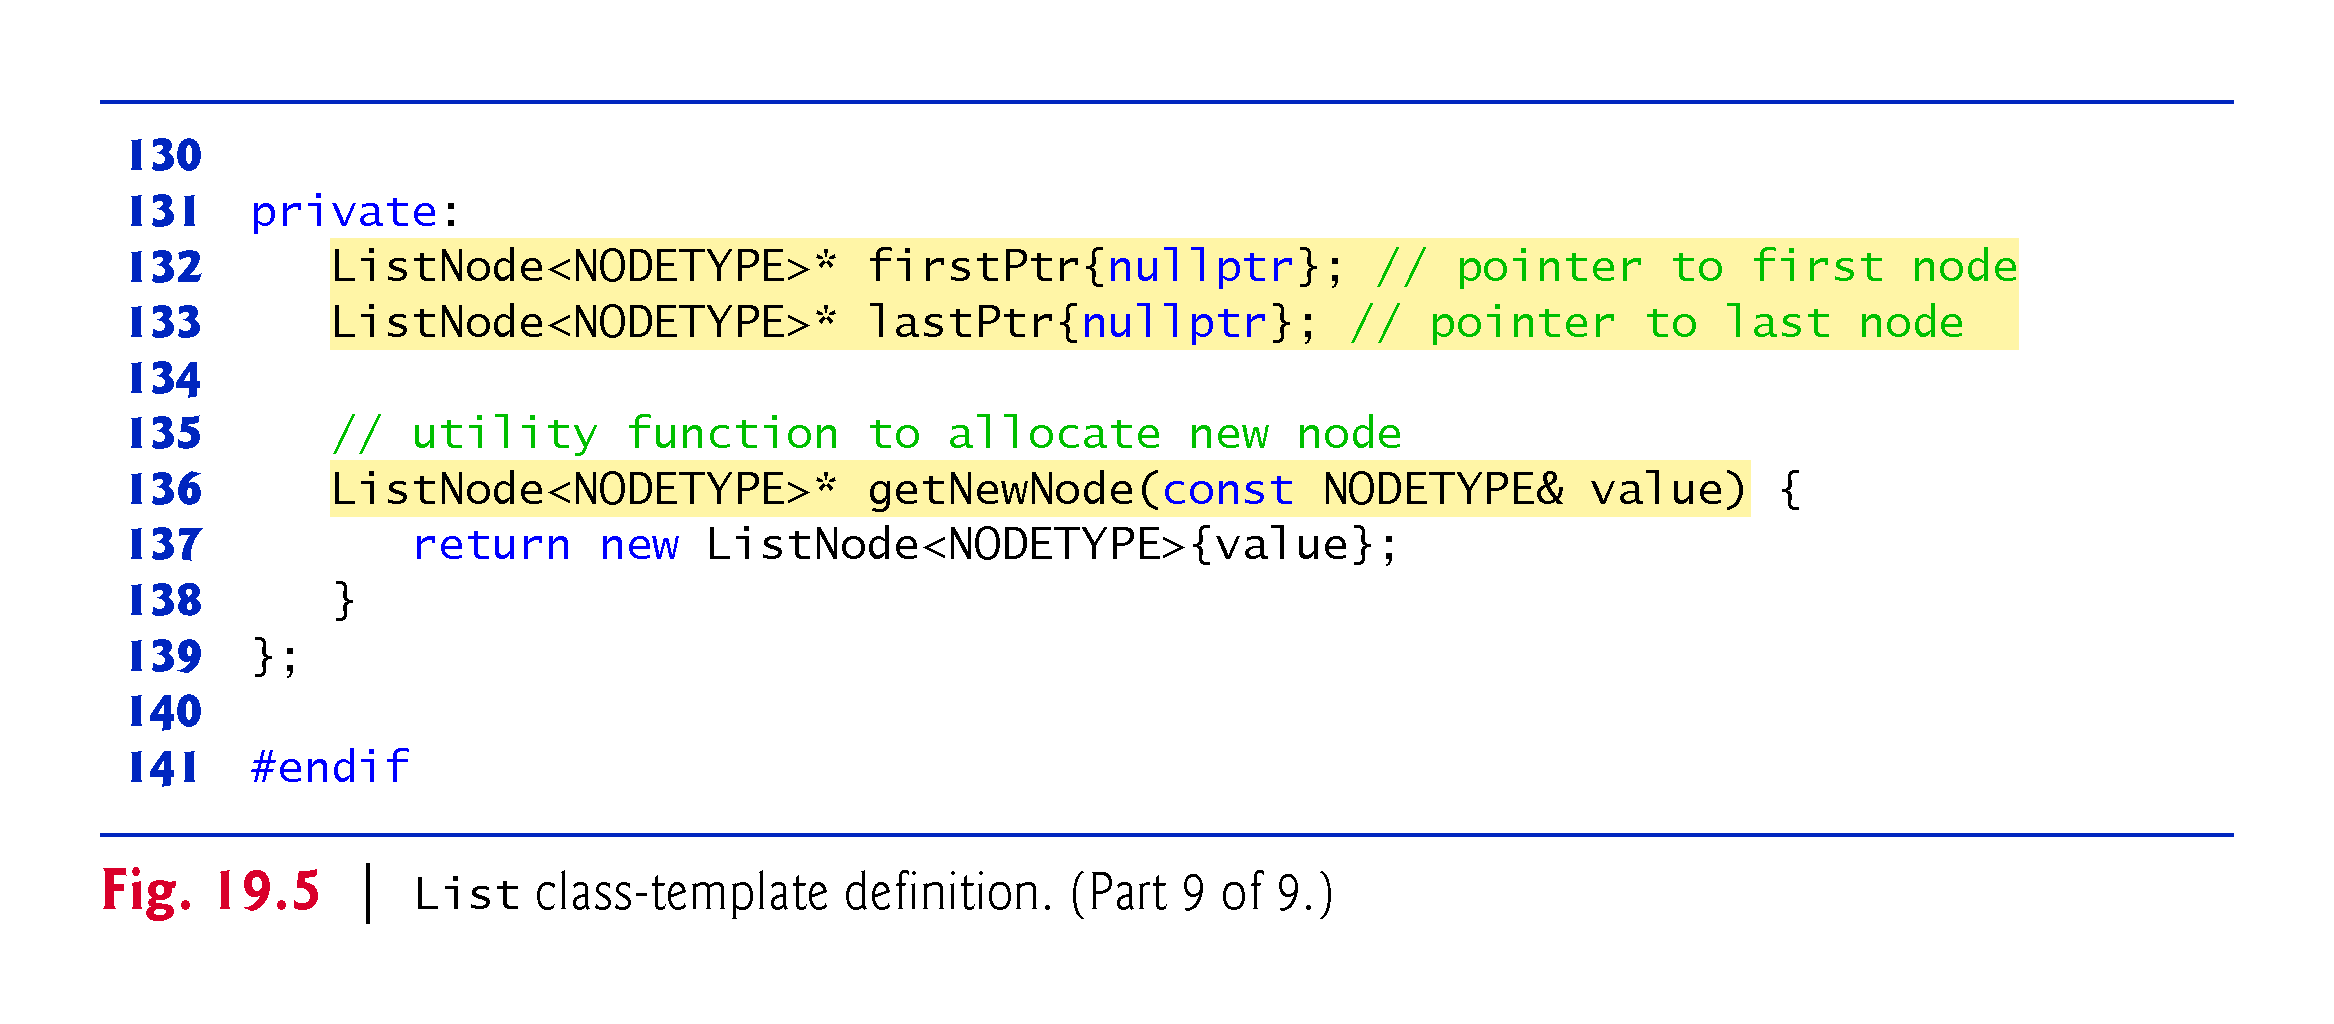 130
131 private:
132 ListNode<NODETYPE>* firstPtr{nullptr}; // pointer to first node
133 ListNode<NODETYPE>* lastPtr{nullptr}; // pointer to last node
134
135 // utility function to allocate new node
136 ListNode<NODETYPE>* getNewNode(const NODETYPE& value) {
137 return new ListNode<NODETYPE>{value};
138 }
139 };
140
141 #endif
Fig. 19.5 | List class-template definition. (Part 9 of 9.)